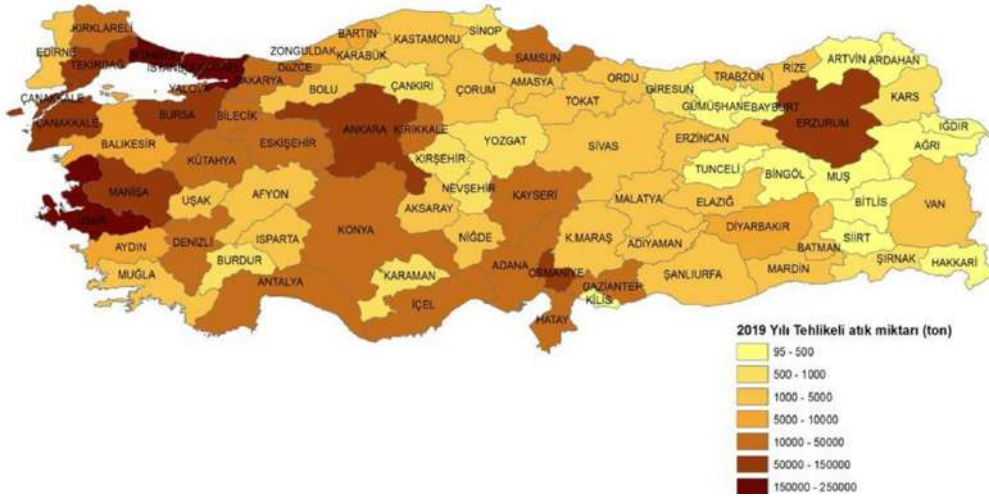 KIRKLARELİ
EDİRNE
TEKİRDAĞ
YALOVA
ÇANAKKALE
ÇANAKKALE
BALIKESİR
BURSA
BİLECİK
ZONGULDAK
BARTIN
KARABÜK
DÜZCE
BOLU
KASTAMONU
SİNOP
ÇANKIRI
SAMSUN
AMASYA
ÇORUM
ORDU
TOKAT
GİRESUN
TRABZON
RİZE
ARTVİN
ARDAHAN
GÜMÜŞHANE
BAYBURT
KARS
ERZURUM
IĞDIR
AĞRI
ANKARA
KIRIKKALE
ESKİŞEHİR
KÜTAHYA
YOZGAT
SİVAS
ERZİNCAN
TUNCELİ
BİNGÖL
MUŞ
BİTLİS
VAN
MANİSA
UŞAK
AFYON
KIRŞEHİR
NEVŞEHİR
KAYSERİ
AKSARAY
MALATYA
ELAZIĞ
DİYARBAKIR
BATMAN
SİİRT
ŞIRNAK
HAKKARİ
AYDIN
DENİZLİ
ISPARTA
BURDUR
KONYA
NİĞDE
K.MARAŞ
ADIYAMAN
MARDİN
MUĞLA
ANTALYA
KARAMAN
İÇEL
ADANA
OSMANİYE
GAZİANTEP
KİLİS
HATAY
ŞANLIURFA
2019 Yılı Tehlikeli atık miktarı (ton)
95 - 500
500 - 1000
1000 - 5000
5000 - 10000
10000 - 50000
50000 - 150000
150000 - 250000